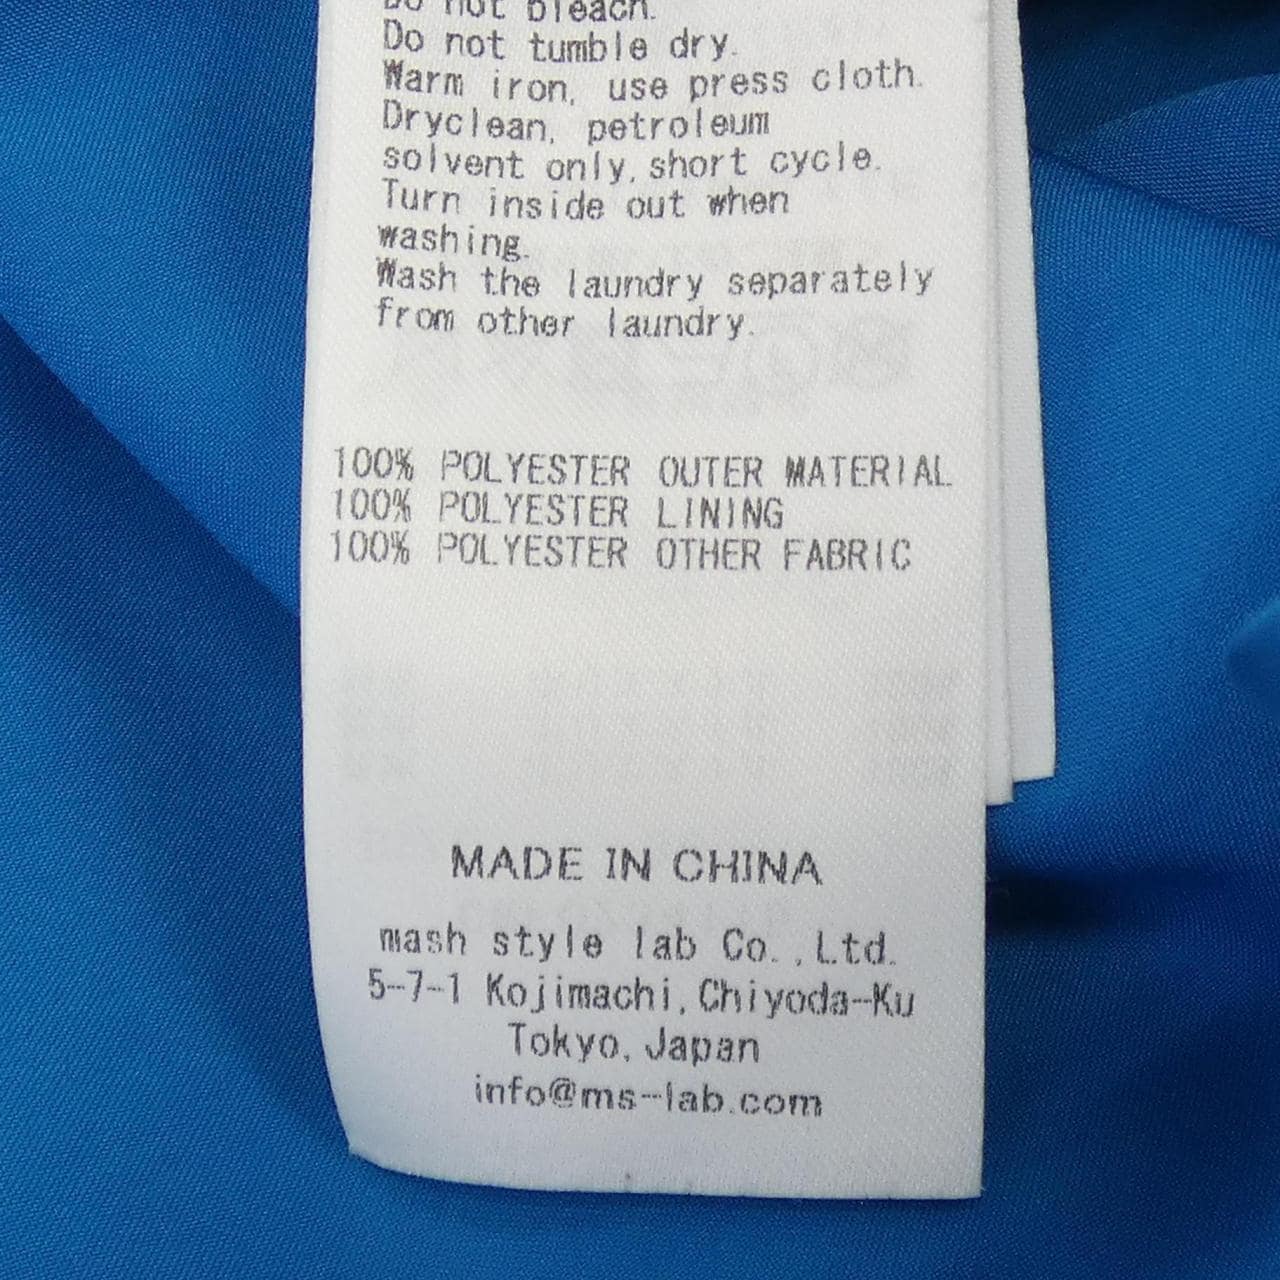 Do not bleach.
Do not tumble dry.
Warm iron, use press cloth.
Dryclean, petroleum
solvent only, short cycle.
Turn inside out when
washing.
Wash the laundry separately
from other laundry.
100% POLYESTER OUTER MATERIAL
100% POLYESTER LINING
100% POLYESTER OTHER FABRIC
MADE IN CHINA
mash style lab Co.,Ltd.
5-7-1 Kojimachi,Chiyoda-Ku
Tokyo,Japan
info@ms-lab.com